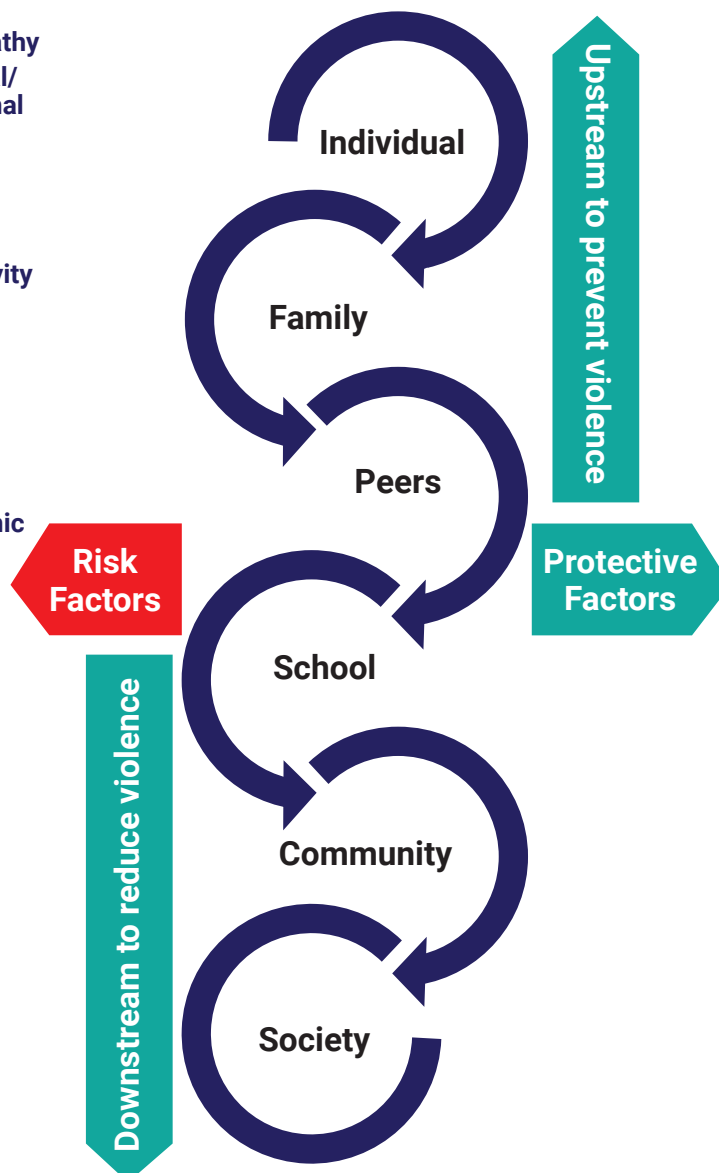 Individual
Family
Peers
School
Community
Society
Upstream to prevent violence
Protective
Factors
Risk
Factors
Downstream to reduce violence